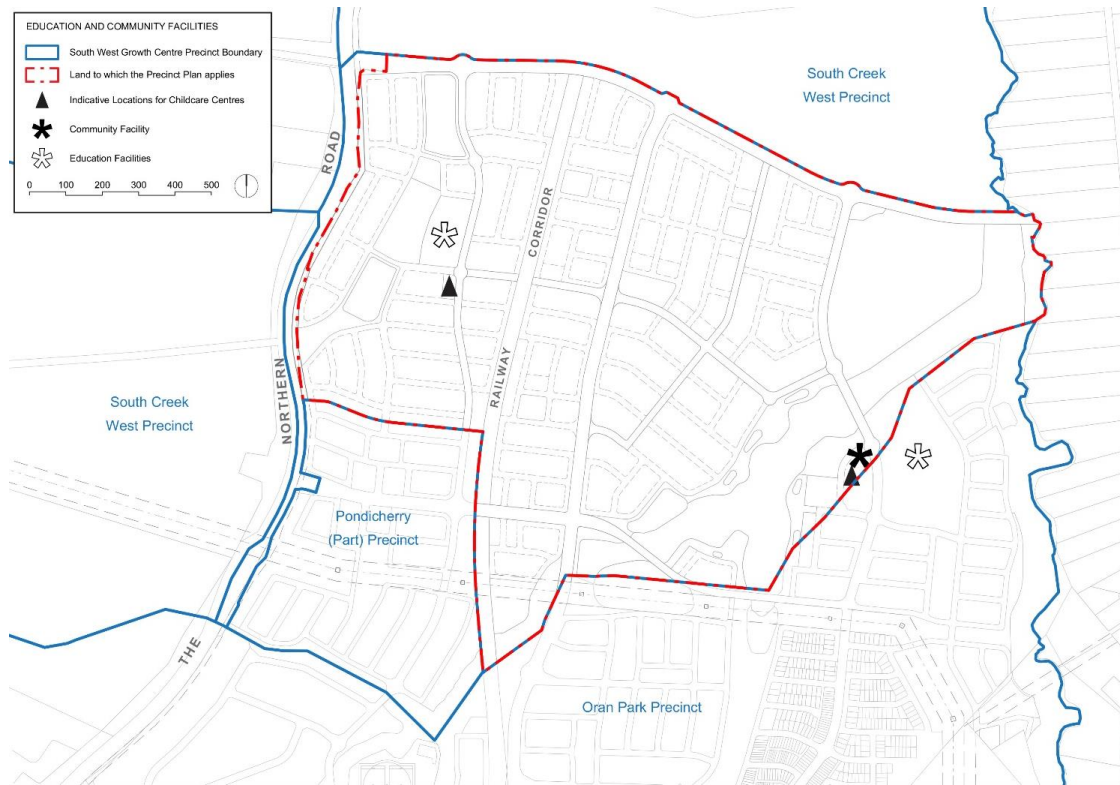 EDUCATION AND COMMUNITY FACILITIES
South West Growth Centre Precinct Boundary
Land to which the Precinct Plan applies
Indicative Locations for Childcare Centres
Community Facility
Education Facilities
0 100 200 300 400 500
South Creek
West Precinct
ROAD
CORRIDOR
RAILWAY
NORTHERN
South Creek
West Precinct
Pondicherry
(Part) Precinct
THE
Oran Park Precinct